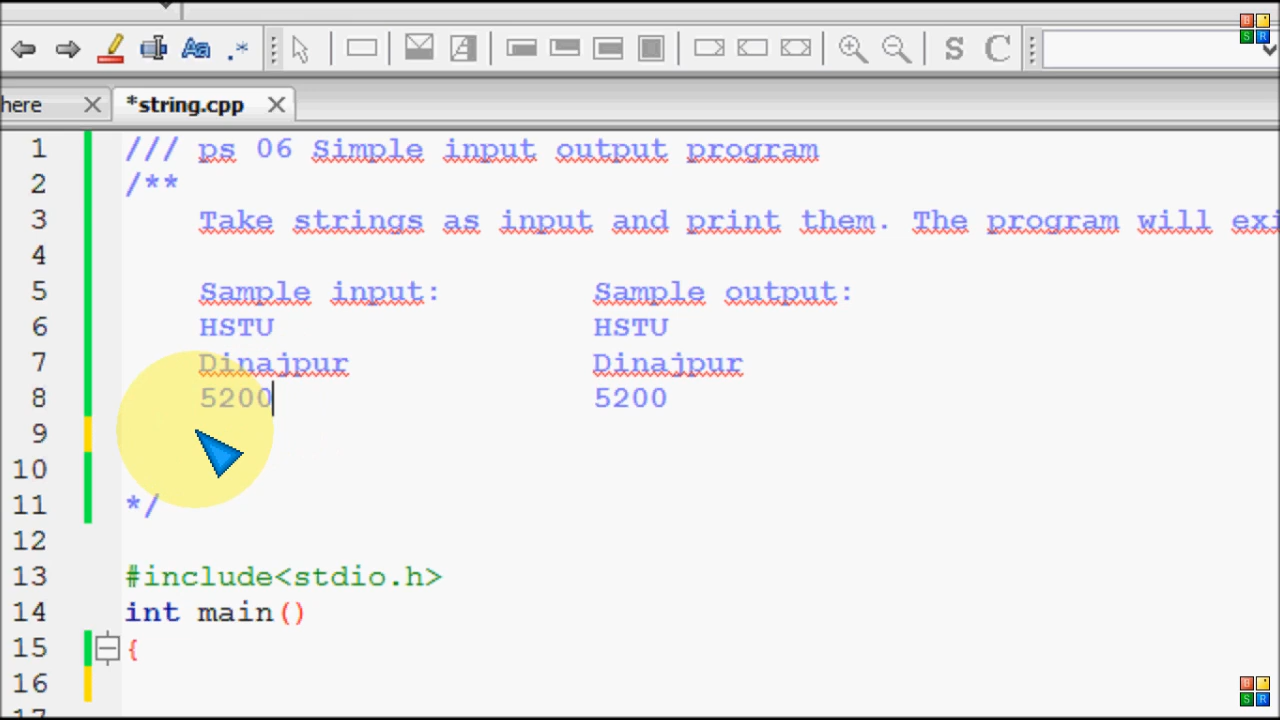 here
*string.cpp
1 /// ps 06 Simple input output program
2 /**
3 Take strings as input and print them. The program will exi
4
5 Sample input: Sample output:
6 HSTU HSTU
7 Dinajpur Dinajpur
8 5200 5200
9
10
11 */
12
13 #include<stdio.h>
14 int main()
15 {
16
17